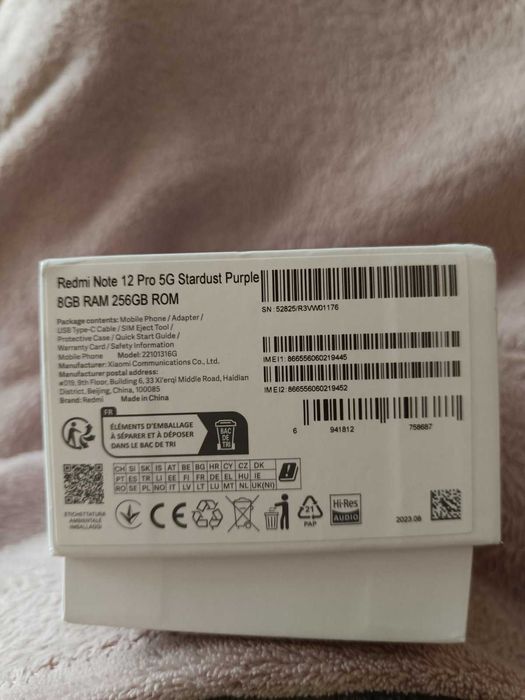 Redmi Note 12 Pro 5G Stardust Purple
8GB RAM 256GB ROM
Package contents: Mobile Phone / Adapter /
USB Type-C Cable / SIM Eject Tool /
Protective Case / Quick Start Guide /
Warranty Card / Safety Information
Mobile Phone Model: 22101316G
Manufacturer: Xiaomi Communications Co., Ltd.
Manufacturer postal address:
#019, 9th Floor, Building 6, 33 Xi'erqi Middle Road, Haidian
District, Beijing, China, 100085
Brand: Redmi Made in China
SN: 52825/R3VW01176
IMEI1: 866556060219445
IMEI2: 866556060219452
6 941812 758687
FR
ÉLÉMENTS D'EMBALLAGE
À SÉPARER ET À DÉPOSER
DANS LE BAC DE TRI
BAC
DE
TRI
CH SI SK IS AT BE BG HR CY CZ DK
PT ES TR LI EE FI FR DE EL HU IE
RO SE PL NO IT LV LT LU MT NL UK(NI)
ETICHETTATURA
AMBIENTALE
IMBALLAGGI
CE
21
PAP
Hi-Res
AUDIO
2023.08